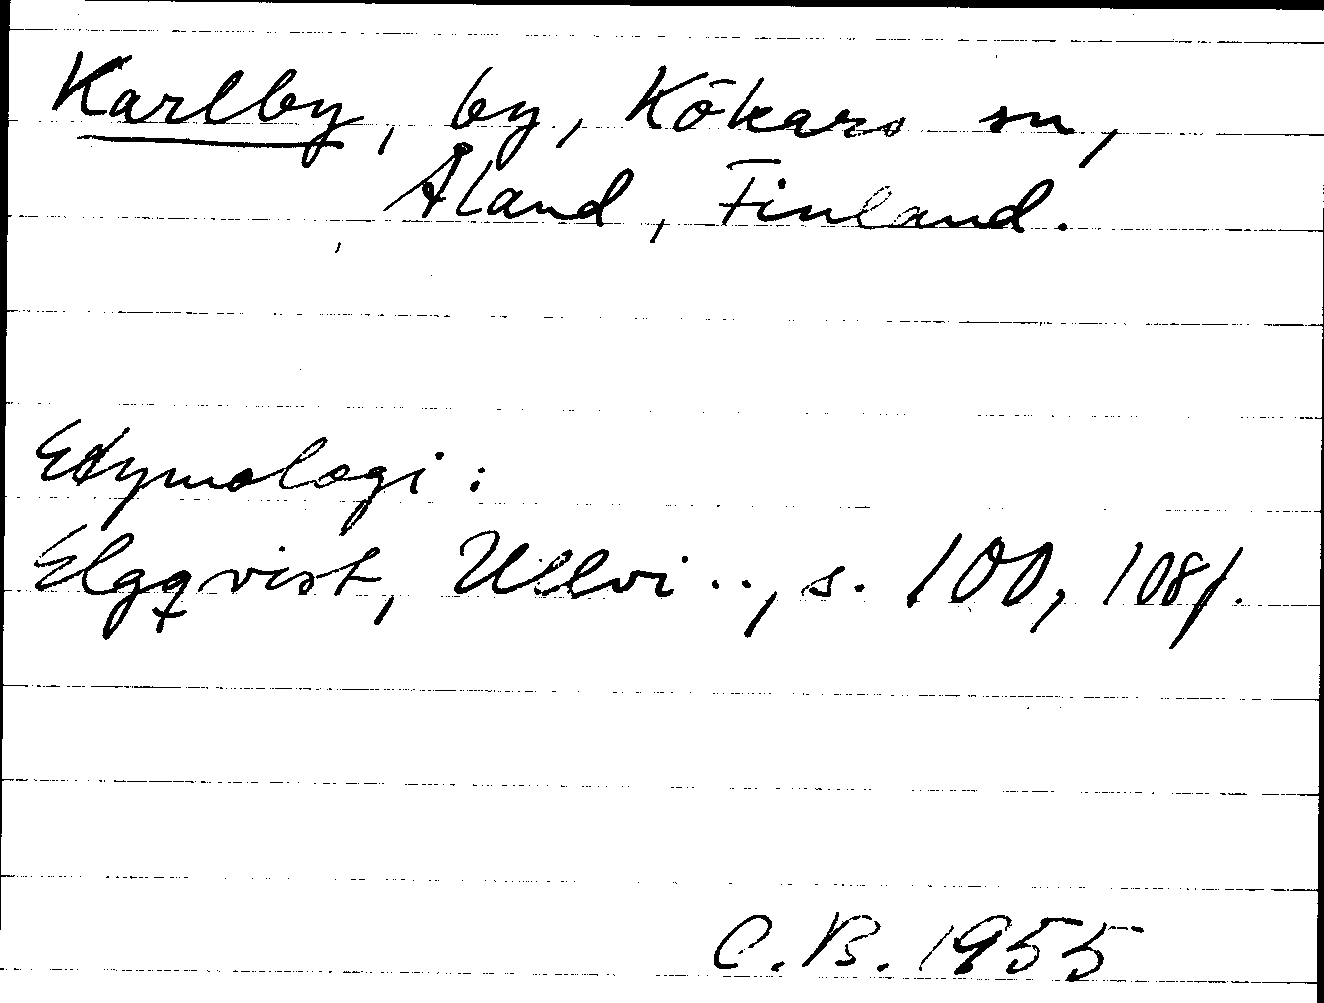 Karlby, by, Kökars sn,
Åland, Finland.
Etymologi:
Elgqvist, Ullvi.., s. 100, 108f.
C.B. 1955